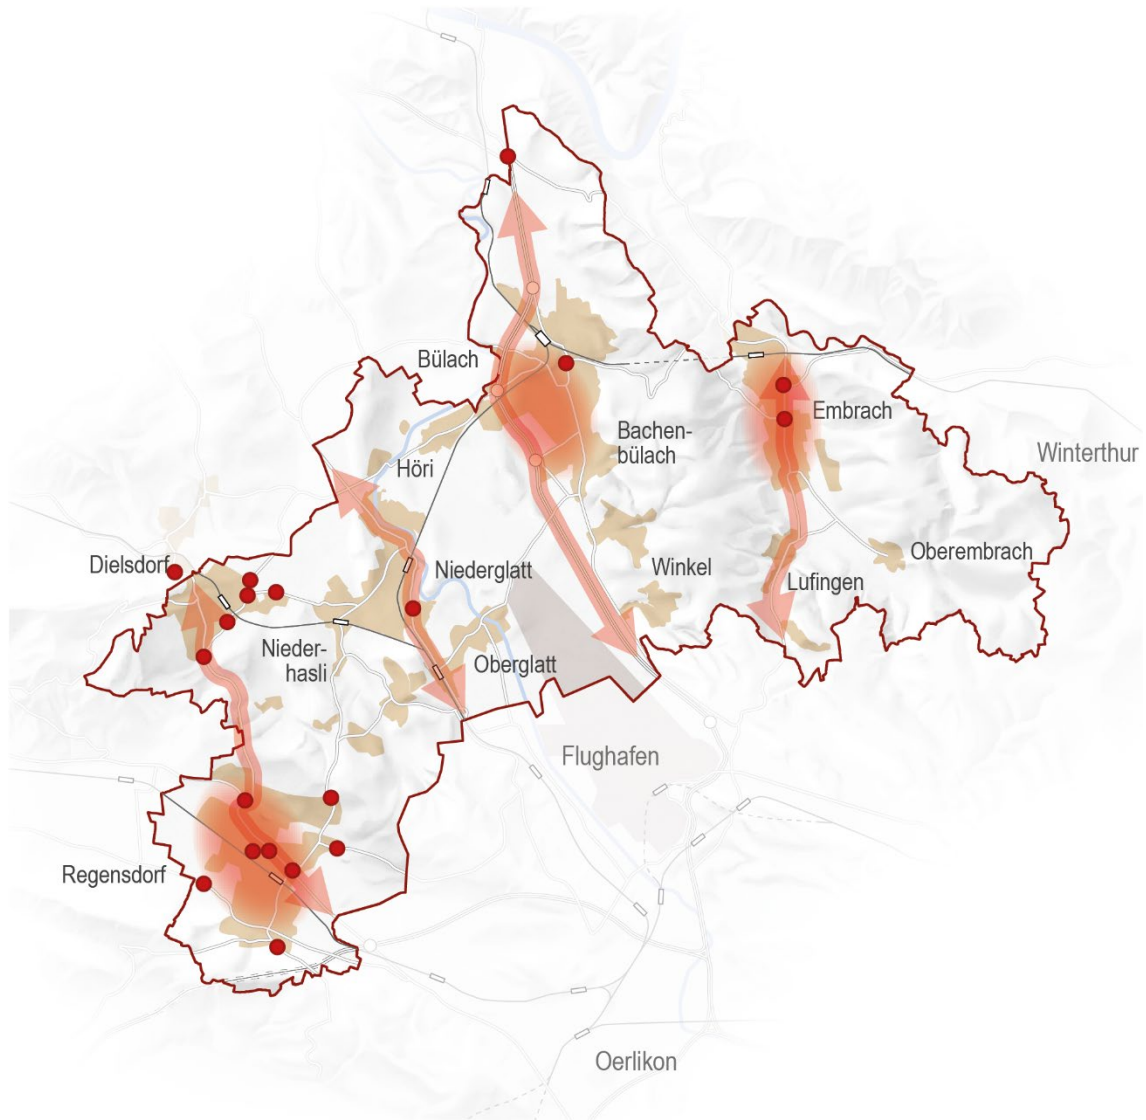 Bülach
Embrach
Bachen-
bülach
Winterthur
Höri
Oberembrach
Dielsdorf
Niederglatt
Winkel
Lufingen
Nieder-
hasli
Oberglatt
Flughafen
Regensdorf
Oerlikon